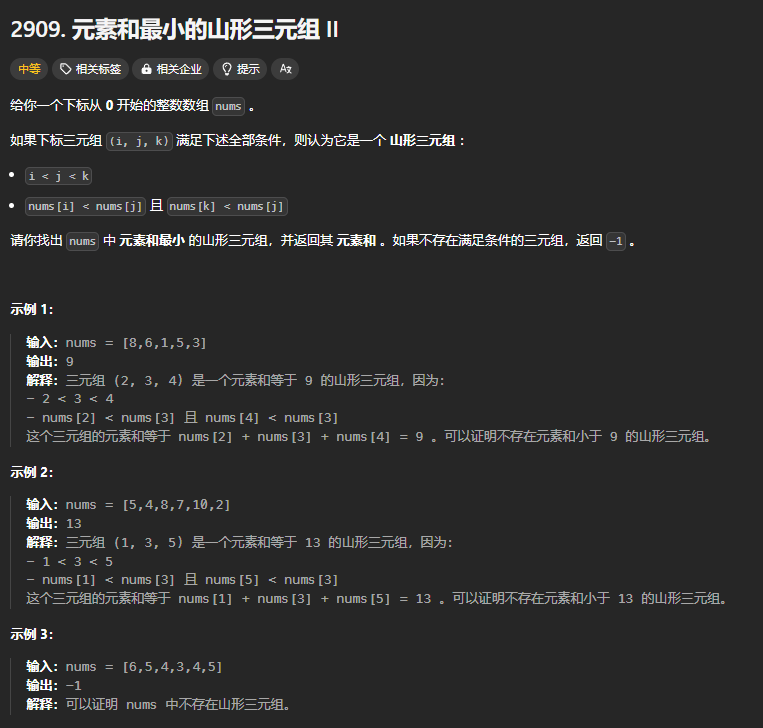 2909. 元素和最小的山形三元组 II
中等 相关标签 相关企业 提示 Aあ
给你一个下标从 0 开始的整数数组 nums 。
如果下标三元组 (i, j, k) 满足下述全部条件，则认为它是一个 山形三元组 ：
• i < j < k
• nums[i] < nums[j] 且 nums[k] < nums[j]
请你找出 nums 中 元素和最小 的山形三元组，并返回其 元素和 。如果不存在满足条件的三元组，返回 -1 。
示例 1：
输入：nums = [8,6,1,5,3]
输出：9
解释：三元组 (2, 3, 4) 是一个元素和等于 9 的山形三元组，因为：
- 2 < 3 < 4
- nums[2] < nums[3] 且 nums[4] < nums[3]
这个三元组的元素和等于 nums[2] + nums[3] + nums[4] = 9 。可以证明不存在元素和小于 9 的山形三元组。
示例 2：
输入：nums = [5,4,8,7,10,2]
输出：13
解释：三元组 (1, 3, 5) 是一个元素和等于 13 的山形三元组，因为：
- 1 < 3 < 5
- nums[1] < nums[3] 且 nums[5] < nums[3]
这个三元组的元素和等于 nums[1] + nums[3] + nums[5] = 13 。可以证明不存在元素和小于 13 的山形三元组。
示例 3：
输入：nums = [6,5,4,3,4,5]
输出：-1
解释：可以证明 nums 中不存在山形三元组。